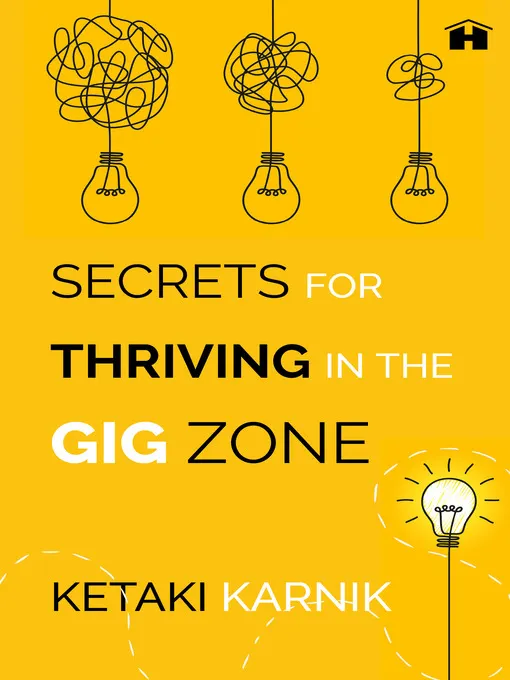 SECRETS FOR
THRIVING IN THE
GIG ZONE
KETAKI KARNIK